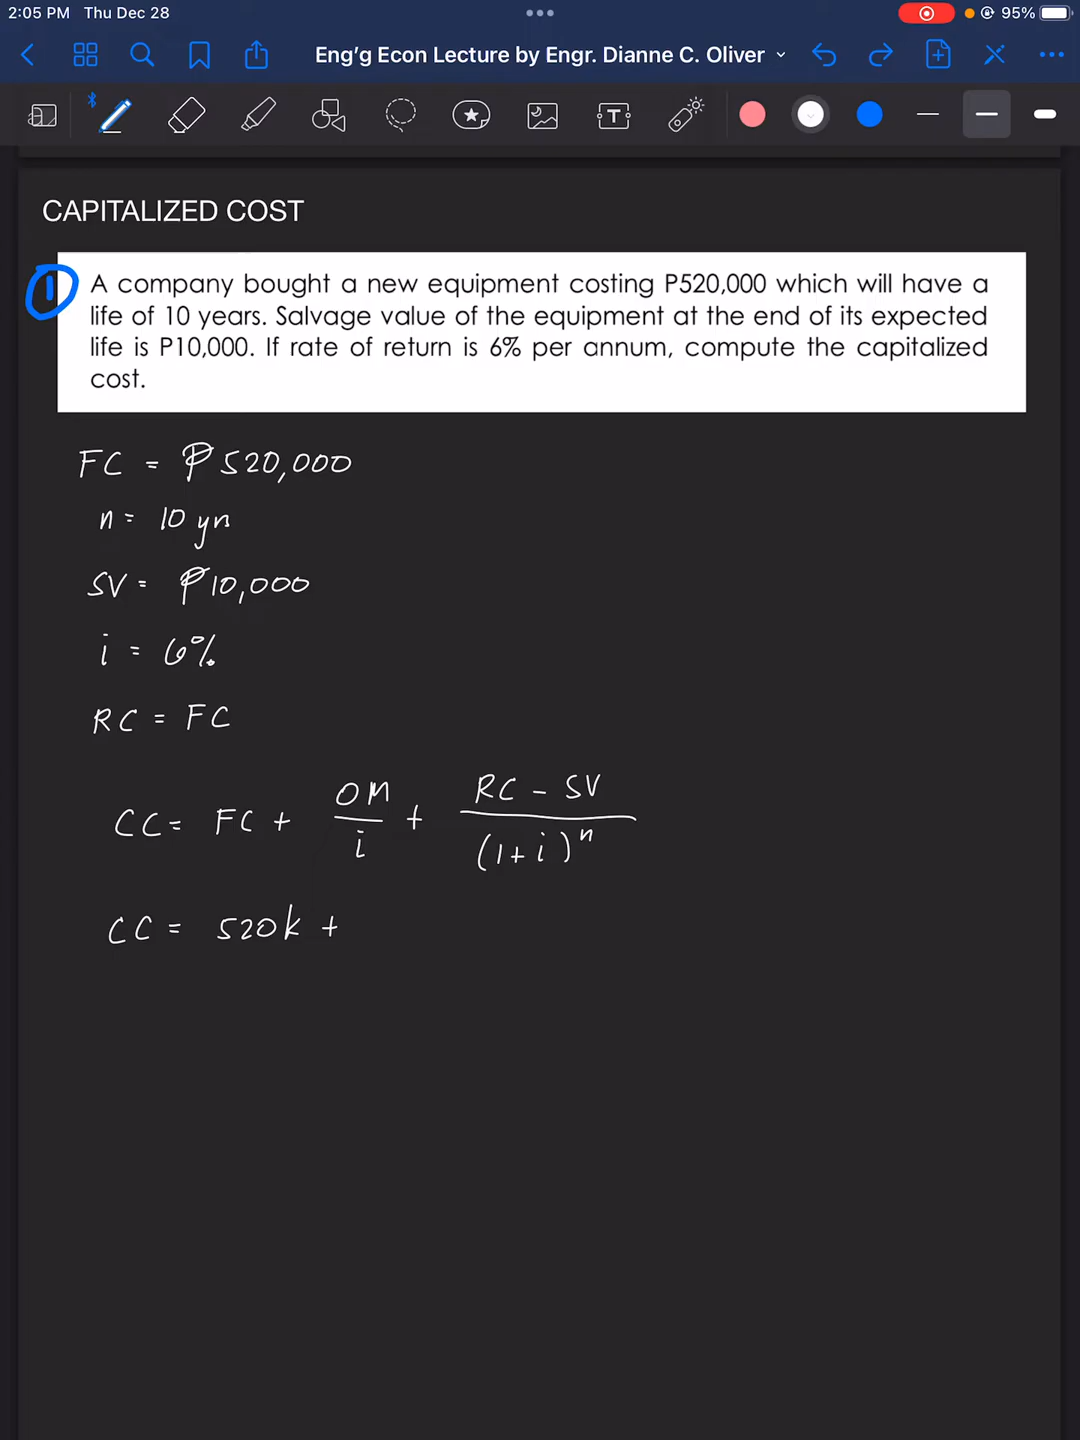 2:05 PM Thu Dec 28 95%
Eng'g Econ Lecture by Engr. Dianne C. Oliver
CAPITALIZED COST
1
A company bought a new equipment costing P520,000 which will have a
life of 10 years. Salvage value of the equipment at the end of its expected
life is P10,000. If rate of return is 6% per annum, compute the capitalized
cost.
FC = ₱520,000
n = 10 yrs
SV = ₱10,000
i = 6%
RC = FC
CC = FC + OM/i + (RC - SV)/(1+i)^n
CC = 520k +